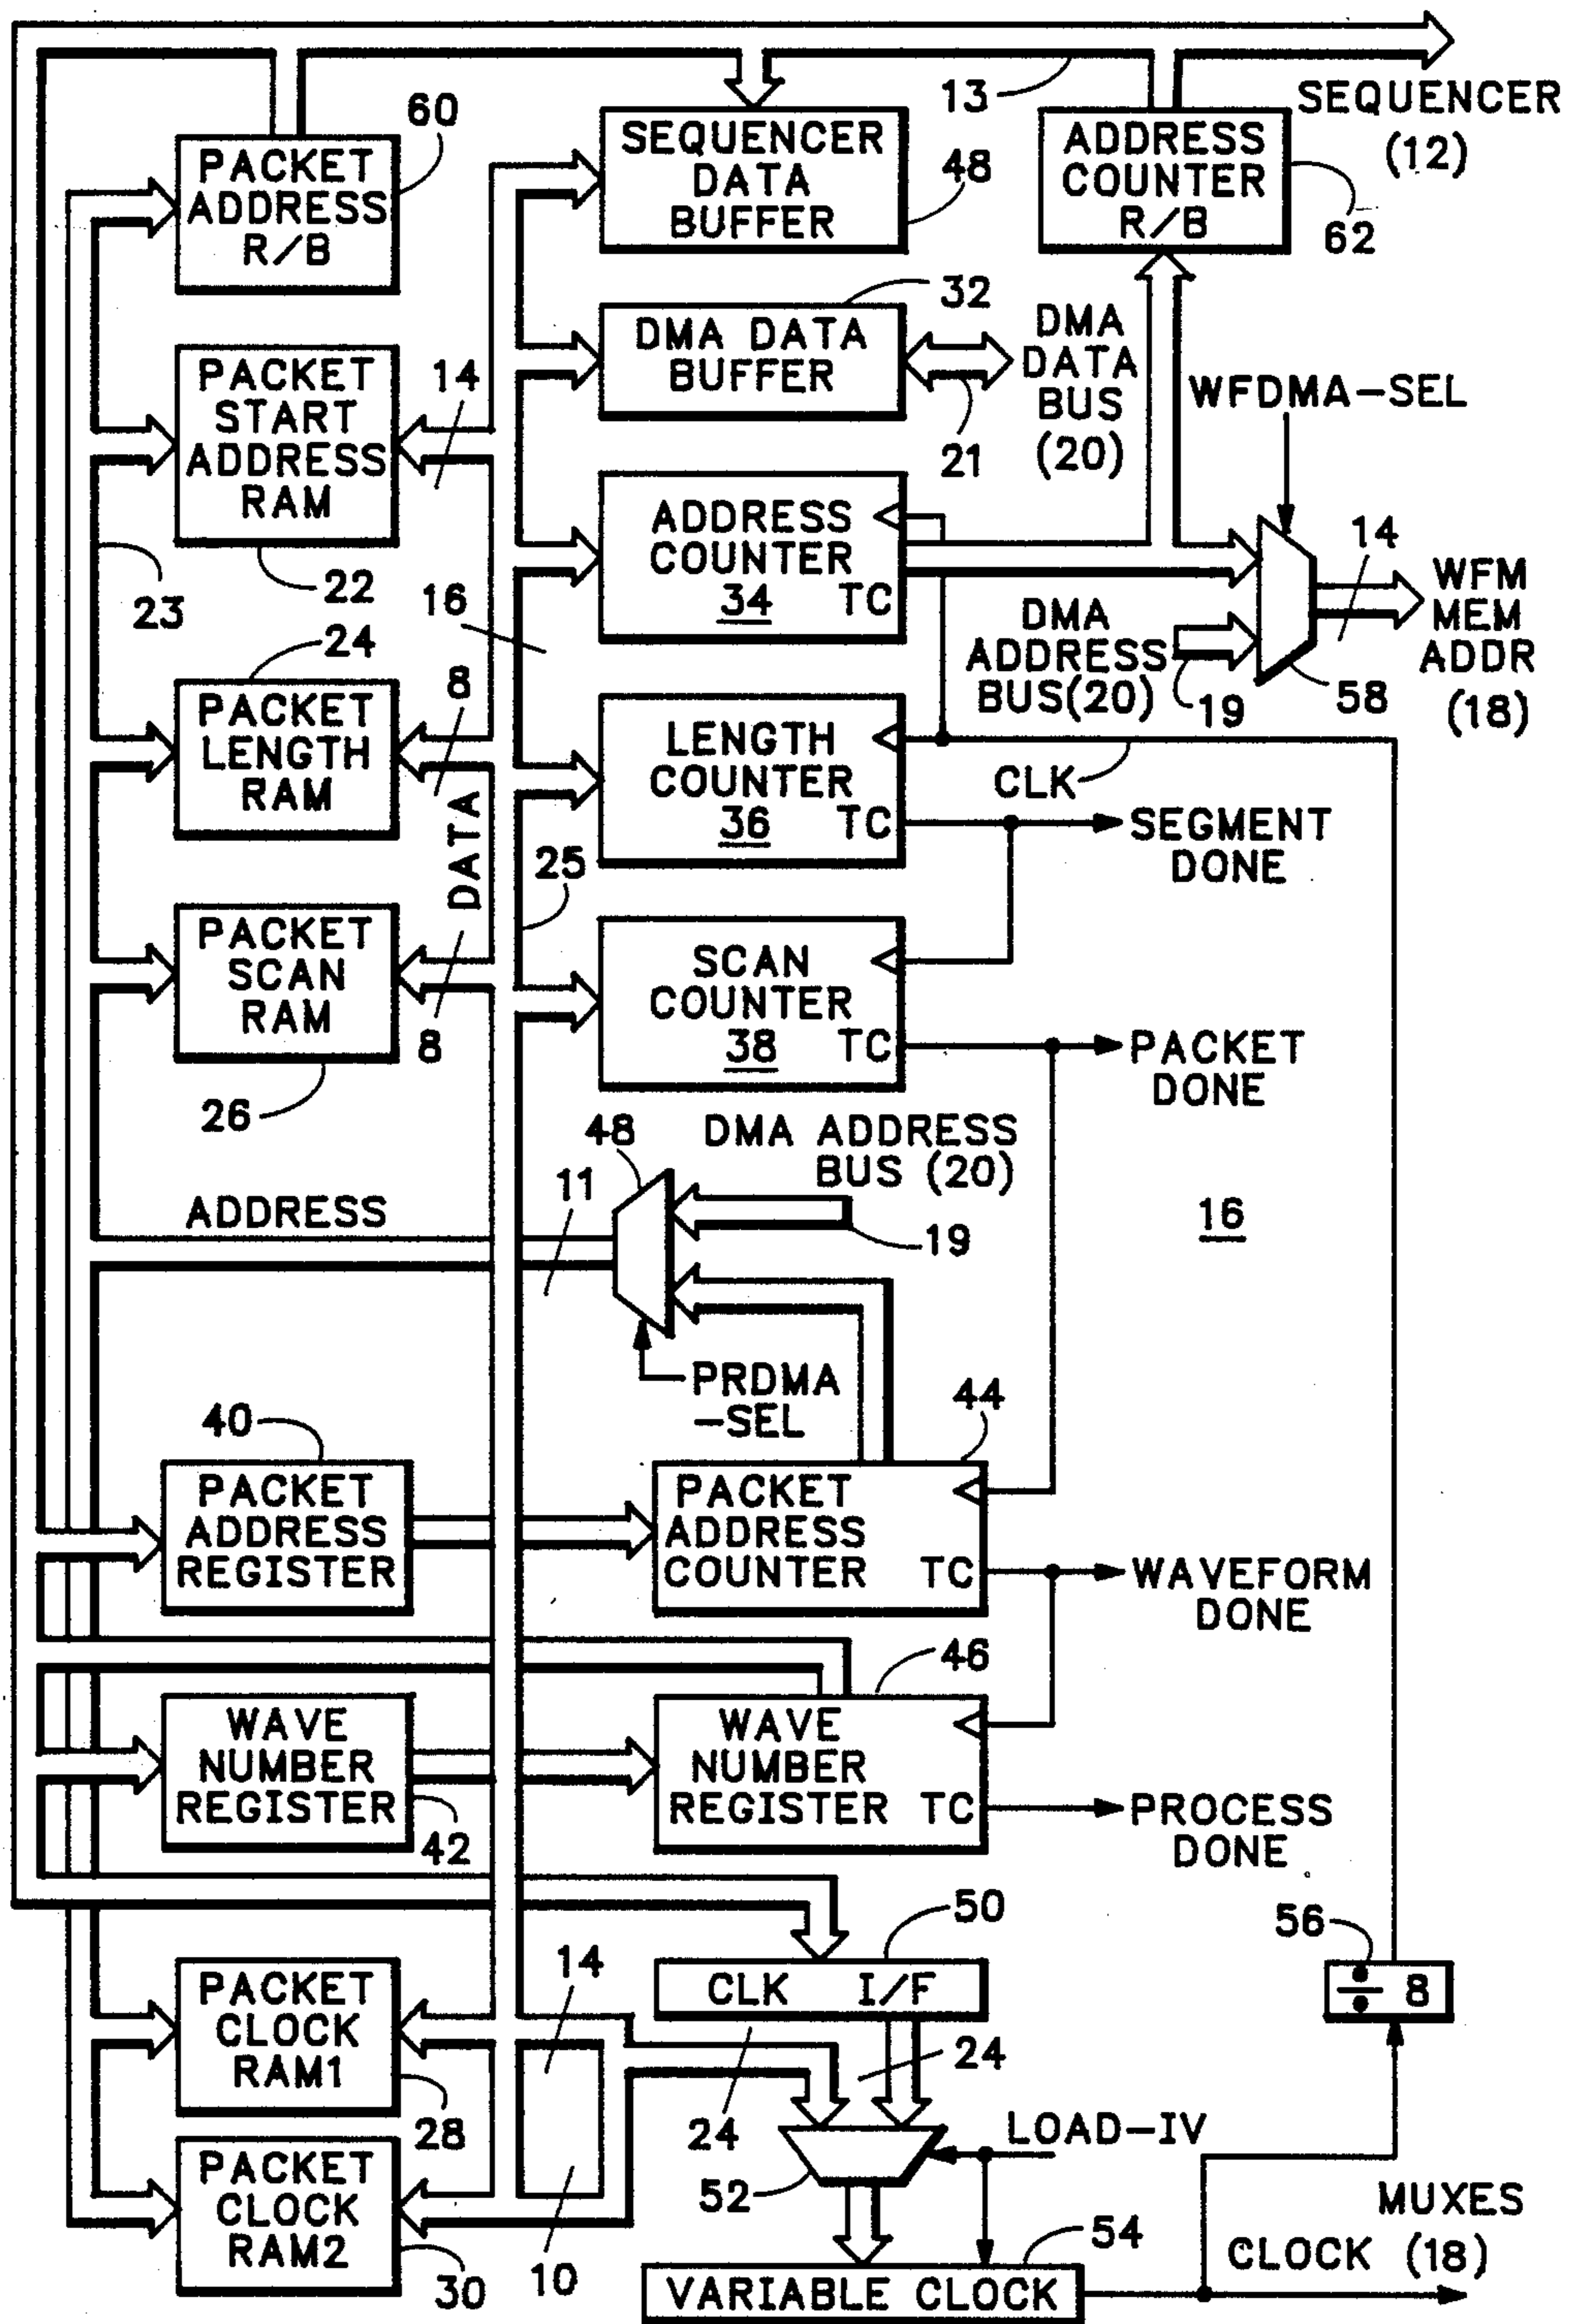 13
SEQUENCER
(12)
60
PACKET
ADDRESS
R/B
SEQUENCER
DATA
BUFFER
48
ADDRESS
COUNTER
R/B
62
32
DMA DATA
BUFFER
21
DMA
DATA
BUS
(20)
WFDMA-SEL
PACKET
START
ADDRESS
RAM
22
14
23
16
ADDRESS
COUNTER
34 TC
14
WFM
MEM
ADDR
(18)
DMA
ADDRESS
BUS(20)
19
58
24
PACKET
LENGTH
RAM
8
LENGTH
COUNTER
36 TC
CLK
SEGMENT
DONE
DATA
25
PACKET
SCAN
RAM
26
8
8
SCAN
COUNTER
38 TC
PACKET
DONE
48
DMA ADDRESS
BUS (20)
19
11
ADDRESS
16
PRDMA
-SEL
40
PACKET
ADDRESS
REGISTER
44
PACKET
ADDRESS
COUNTER TC
WAVEFORM
DONE
46
WAVE
NUMBER
REGISTER
42
WAVE
NUMBER
REGISTER TC
PROCESS
DONE
50
CLK I/F
56
÷ 8
14
PACKET
CLOCK
RAM1
28
24
24
LOAD-IV
52
PACKET
CLOCK
RAM2
30
10
54
VARIABLE CLOCK
MUXES
CLOCK (18)